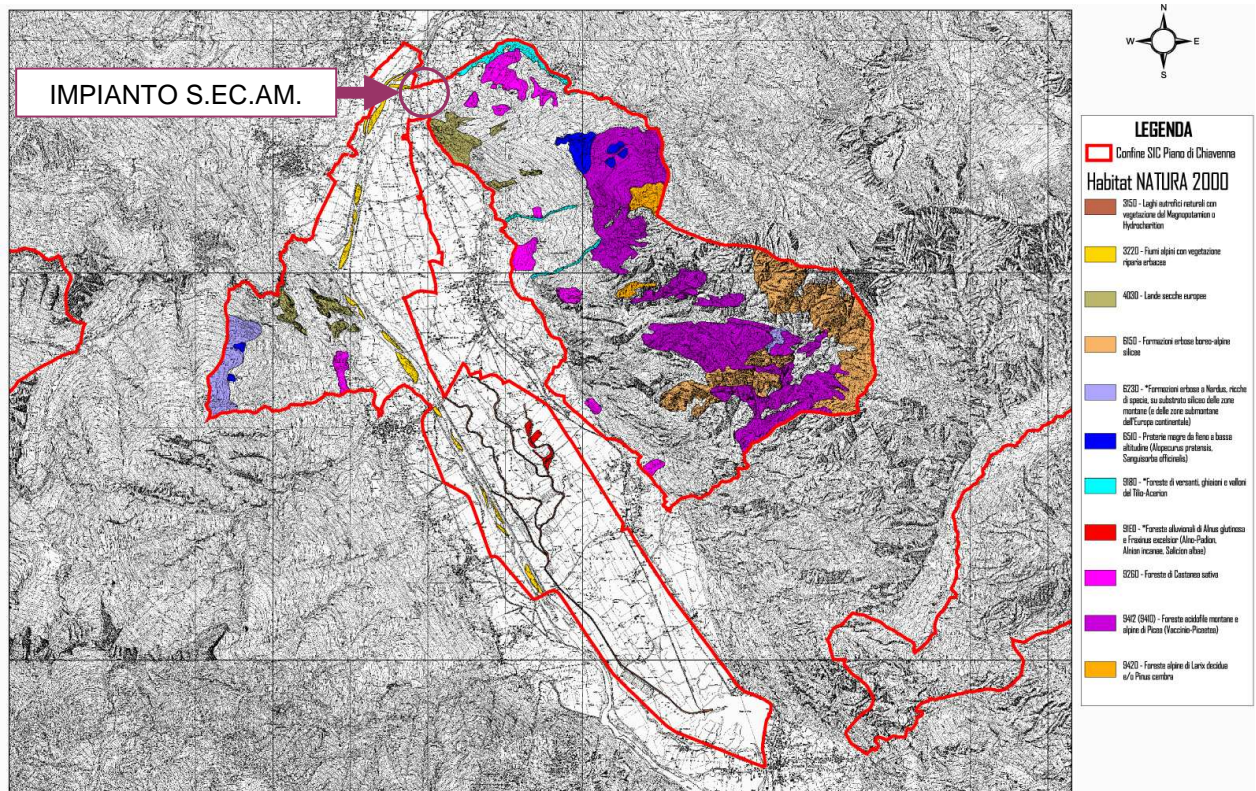 N
W E
S
IMPIANTO S.EC.AM.
LEGENDA
Confine SIC Piano di Chiavenna
Habitat NATURA 2000
3150 - Laghi eutrofici naturali con
vegetazione del Magnopotamion o
Hydrocharition
3220 - Fiumi alpini con vegetazione
riparia erbacea
4030 - Lande secche europee
6150 - Formazioni erbose boreo-alpine
silicee
6230 - *Formazioni erbose a Nardus, ricche
di specie, su substrato siliceo delle zone
montane (e delle zone submontane
dell'Europa continentale)
6510 - Praterie magre da fieno a bassa
altitudine (Alopecurus pratensis,
Sanguisorba officinalis)
9180 - *Foreste di versanti, ghiaioni e valloni
del Tilio-Acerion
91E0 - *Foreste alluvionali di Alnus glutinosa
e Fraxinus excelsior (Alno-Padion,
Alnion incanae, Salicion albae)
9260 - Foreste di Castanea sativa
9412 (9410) - Foreste acidofile montane e
alpine di Picea (Vaccinio-Piceetea)
9420 - Foreste alpine di Larix decidua
e/o Pinus cembra